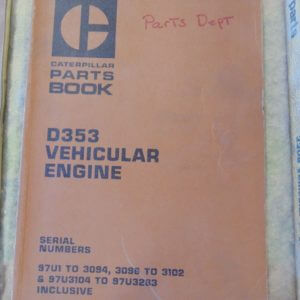 Parts Dept
CATERPILLAR
PARTS
BOOK
D353
VEHICULAR
ENGINE
SERIAL
NUMBERS
97U1 TO 3094, 3096 TO 3102
& 97U3104 TO 97U3283
INCLUSIVE